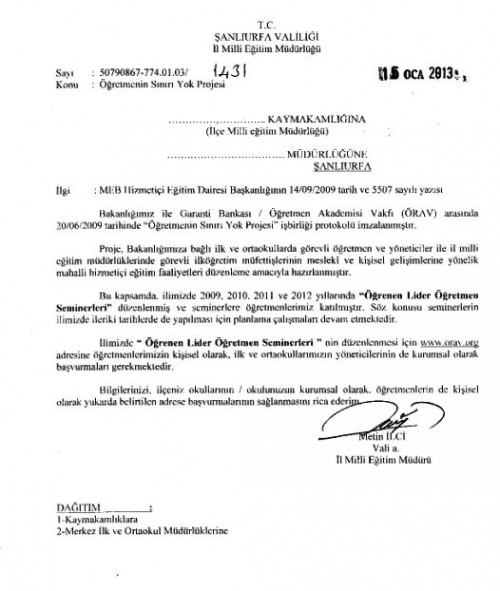 T.C.
ŞANLIURFA VALİLİĞİ
İl Milli Eğitim Müdürlüğü
Sayı : 50790867-774.01.03/ 1431
15 OCA 2013
Konu : Öğretmenin Sınırı Yok Projesi
........................... KAYMAKAMLIĞINA
(İlçe Milli eğitim Müdürlüğü)
........................... MÜDÜRLÜĞÜNE
ŞANLIURFA
İlgi : MEB Hizmetiçi Eğitim Dairesi Başkanlığının 14/09/2009 tarih ve 5507 sayılı yazısı
Bakanlığımız ile Garanti Bankası / Öğretmen Akademisi Vakfı (ÖRAV) arasında
20/06/2009 tarihinde “Öğretmenin Sınırı Yok Projesi” işbirliği protokolü imzalanmıştır.
Proje, Bakanlığımıza bağlı ilk ve ortaokullarda görevli öğretmen ve yöneticiler ile il milli
eğitim müdürlüklerinde görevli ilköğretim müfettişlerinin mesleki ve kişisel gelişimlerine yönelik
mahalli hizmetiçi eğitim faaliyetleri düzenleme amacıyla hazırlanmıştır.
Bu kapsamda, ilimizde 2009, 2010, 2011 ve 2012 yıllarında “Öğrenen Lider Öğretmen
Seminerleri” düzenlenmiş ve seminerlere öğretmenlerimiz katılmıştır. Söz konusu seminerlerin
ilimizde ileriki tarihlerde de yapılması için planlama çalışmaları devam etmektedir.
İlimizde “ Öğrenen Lider Öğretmen Seminerleri ” nin düzenlenmesi için www.orav.org
adresine öğretmenlerimizin kişisel olarak, ilk ve ortaokullarımızın yöneticilerinin de kurumsal olarak
başvurmaları gerekmektedir.
Bilgilerinizi, ilçeniz okullarının / okulunuzun kurumsal olarak, öğretmenlerin de kişisel
olarak yukarda belirtilen adrese başvurmalarının sağlanmasını rica ederim.
Metin İLCİ
Vali a.
İl Milli Eğitim Müdürü
DAĞITIM :
1-Kaymakamlıklara
2-Merkez İlk ve Ortaokul Müdürlüklerine